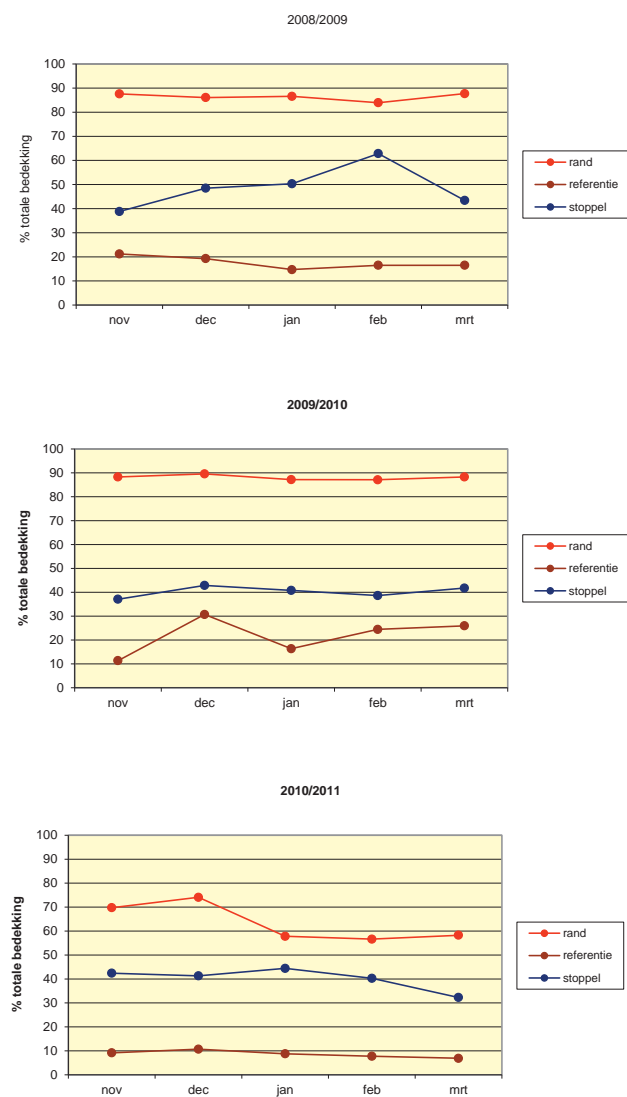 2008/2009
% totale bedekking
100
90
80
70
60
50
40
30
20
10
0
nov dec jan feb mrt
rand
referentie
stoppel
2009/2010
% totale bedekking
100
90
80
70
60
50
40
30
20
10
0
nov dec jan feb mrt
rand
referentie
stoppel
2010/2011
% totale bedekking
100
90
80
70
60
50
40
30
20
10
0
nov dec jan feb mrt
rand
referentie
stoppel